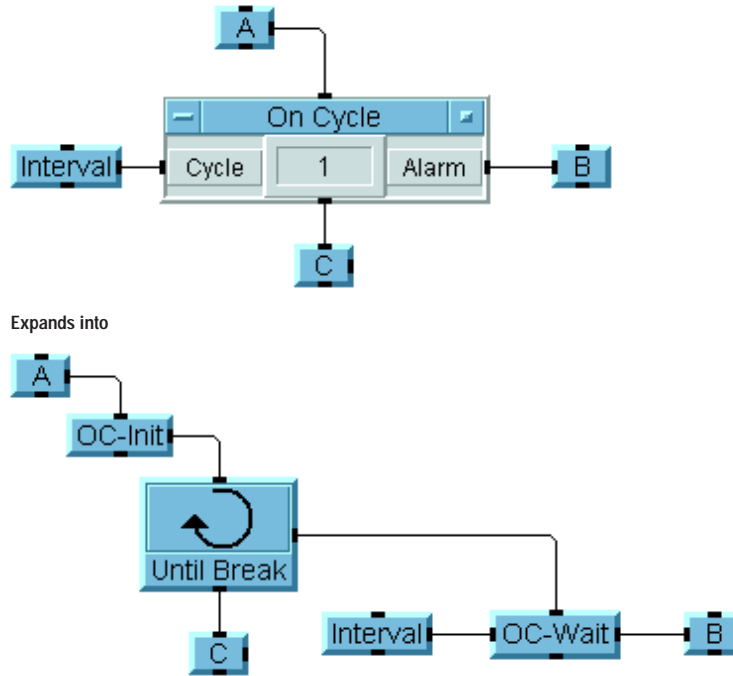 A
On Cycle
Interval Cycle 1 Alarm B
C
Expands into
A
OC-Init
Until Break
Interval OC-Wait B
C